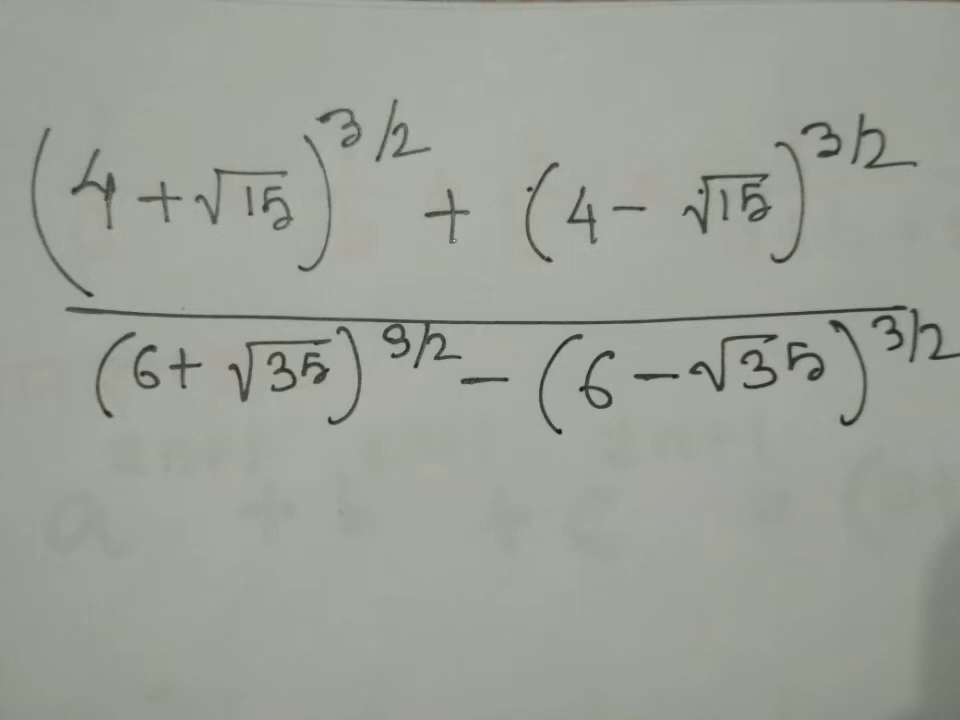 (4 + √15)^3/2 + (4 - √15)^3/2
(6 + √35)^3/2 - (6 - √35)^3/2